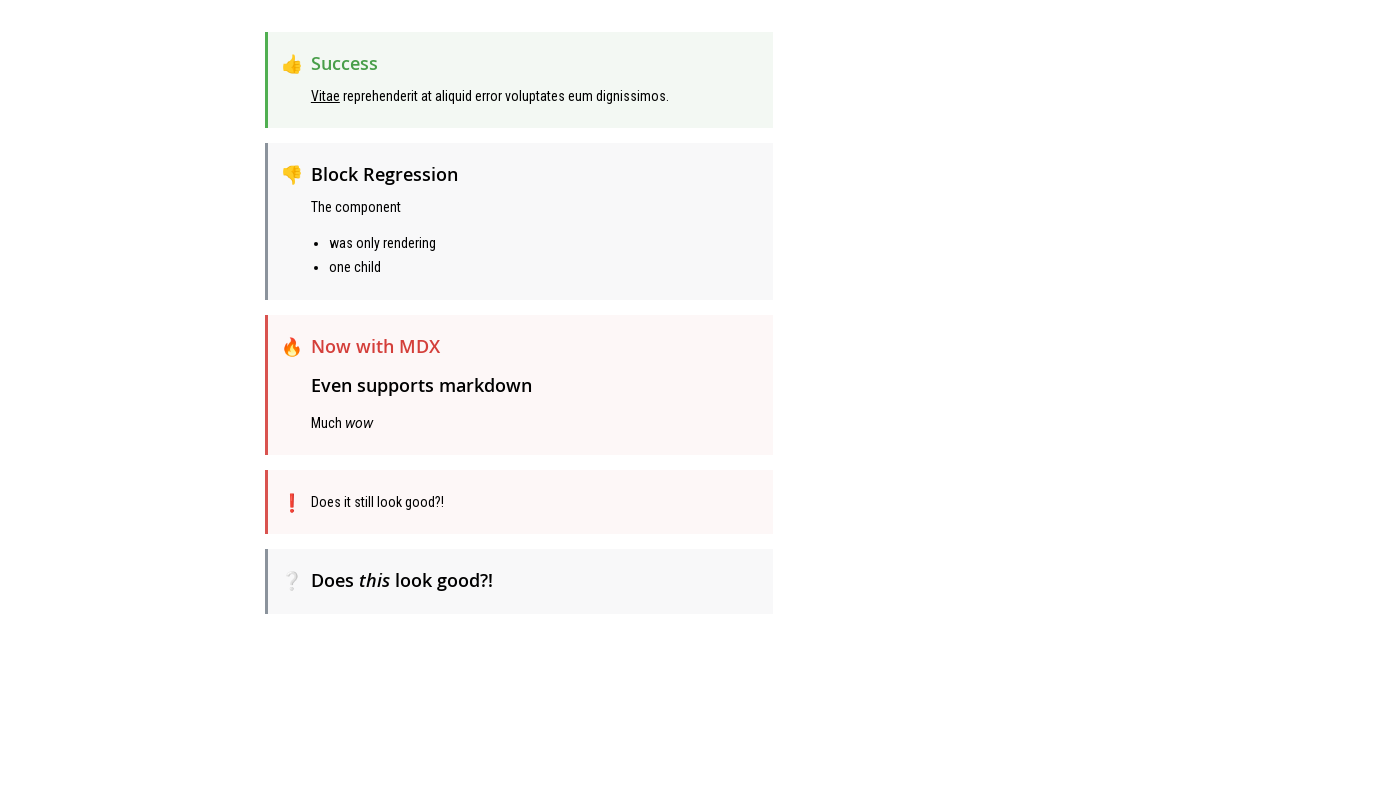 👍 Success
Vitae reprehenderit at aliquid error voluptates eum dignissimos.
👎 Block Regression
The component
• was only rendering
• one child
🔥 Now with MDX
Even supports markdown
Much wow
❗ Does it still look good?!
❔ Does this look good?!